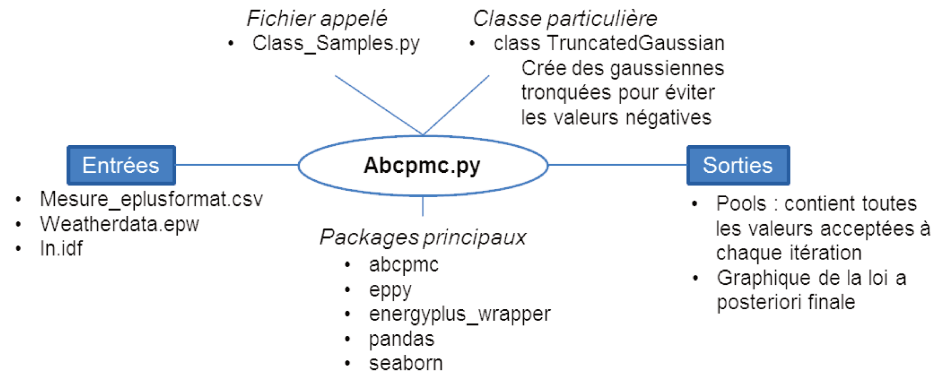 Fichier appelé
• Class_Samples.py
Classe particulière
• class TruncatedGaussian
Crée des gaussiennes
tronquées pour éviter
les valeurs négatives
Entrées
• Mesure_eplusformat.csv
• Weatherdata.epw
• In.idf
Abcpmc.py
Packages principaux
• abcpmc
• eppy
• energyplus_wrapper
• pandas
• seaborn
Sorties
• Pools : contient toutes
les valeurs acceptées à
chaque itération
• Graphique de la loi a
posteriori finale